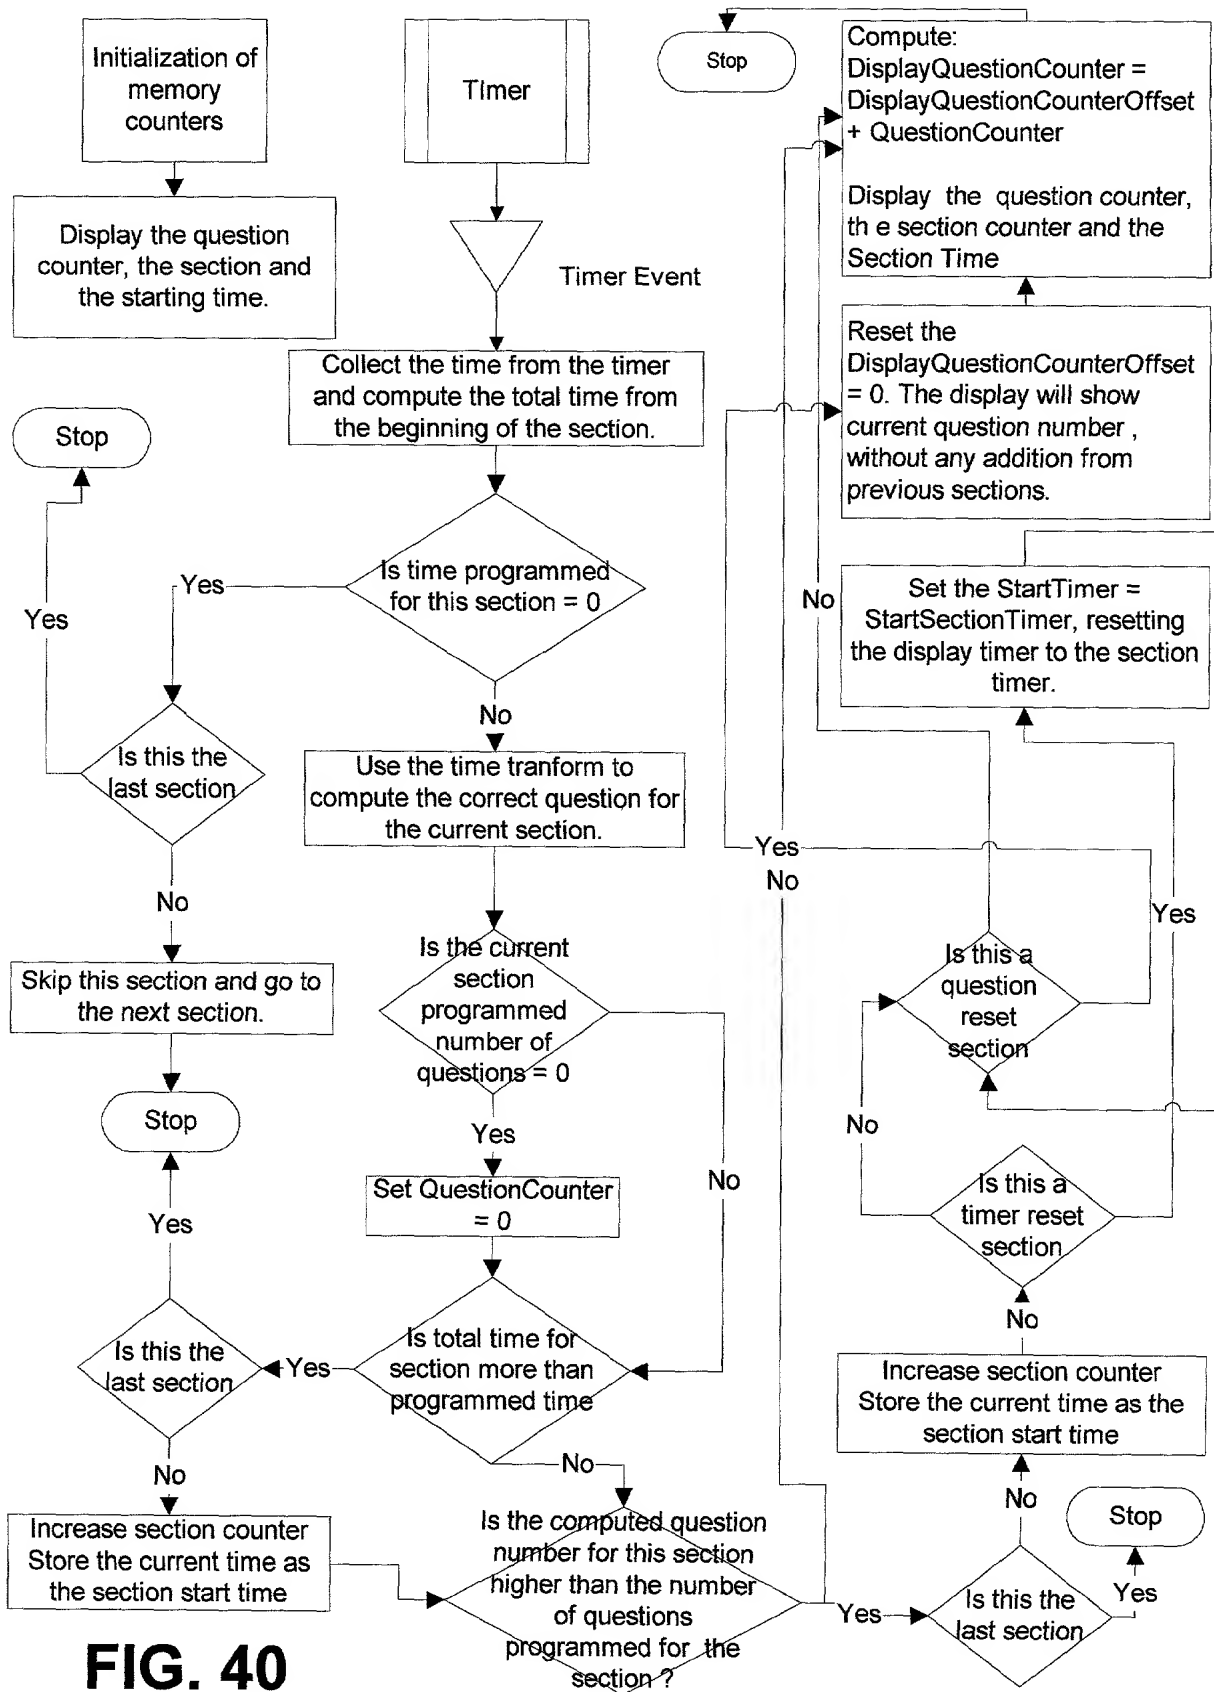 Initialization of
memory
counters
Display the question
counter, the section and
the starting time.
TImer
Timer Event
Collect the time from the timer
and compute the total time from
the beginning of the section.
Stop
Yes
Is time programmed
for this section = 0
Yes
Is this the
last section
No
Use the time tranform to
compute the correct question for
the current section.
No
Skip this section and go to
the next section.
Stop
Is the current
section
programmed
number of
questions = 0
Yes
No
Set QuestionCounter
= 0
Yes
Is this the
last section
Yes
Is total time for
section more than
programmed time
No
No
Increase section counter
Store the current time as
the section start time
Is the computed question
number for this section
higher than the number
of questions
programmed for the
section ?
Yes
Is this the
last section
Yes
Stop
No
Increase section counter
Store the current time as the
section start time
No
Is this a
timer reset
section
No
Yes
Is this a
question
reset
section
Yes
No
No
Set the StartTimer =
StartSectionTimer, resetting
the display timer to the section
timer.
Reset the
DisplayQuestionCounterOffset
= 0. The display will show
current question number ,
without any addition from
previous sections.
Compute:
DisplayQuestionCounter =
DisplayQuestionCounterOffset
+ QuestionCounter
Display the question counter,
th e section counter and the
Section Time
Stop
FIG. 40